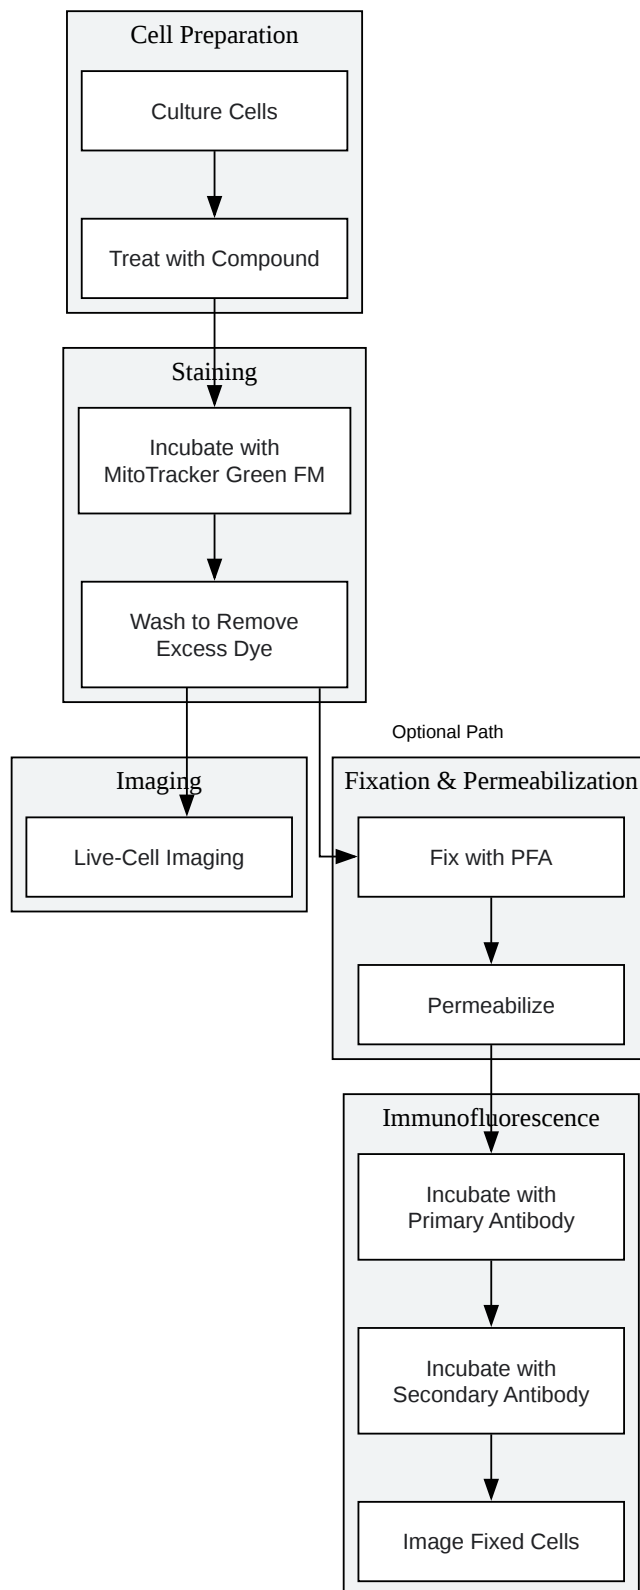 Cell Preparation
Culture Cells
Treat with Compound
Staining
Incubate with
MitoTracker Green FM
Wash to Remove
Excess Dye
Optional Path
Imaging
Live-Cell Imaging
Fixation & Permeabilization
Fix with PFA
Permeabilize
Immunofluorescence
Incubate with
Primary Antibody
Incubate with
Secondary Antibody
Image Fixed Cells